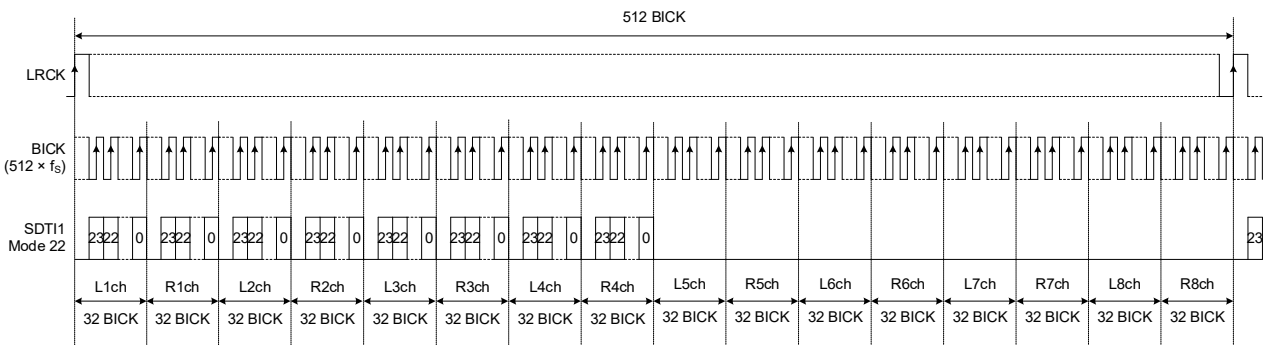 512 BICK
LRCK
BICK
(512 × fS)
SDTI1
Mode 22
23 22 0 23 22 0 23 22 0 23 22 0 23 22 0 23 22 0 23 22 0 23 22 0 23
L1ch R1ch L2ch R2ch L3ch R3ch L4ch R4ch L5ch R5ch L6ch R6ch L7ch R7ch L8ch R8ch
32 BICK 32 BICK 32 BICK 32 BICK 32 BICK 32 BICK 32 BICK 32 BICK 32 BICK 32 BICK 32 BICK 32 BICK 32 BICK 32 BICK 32 BICK 32 BICK